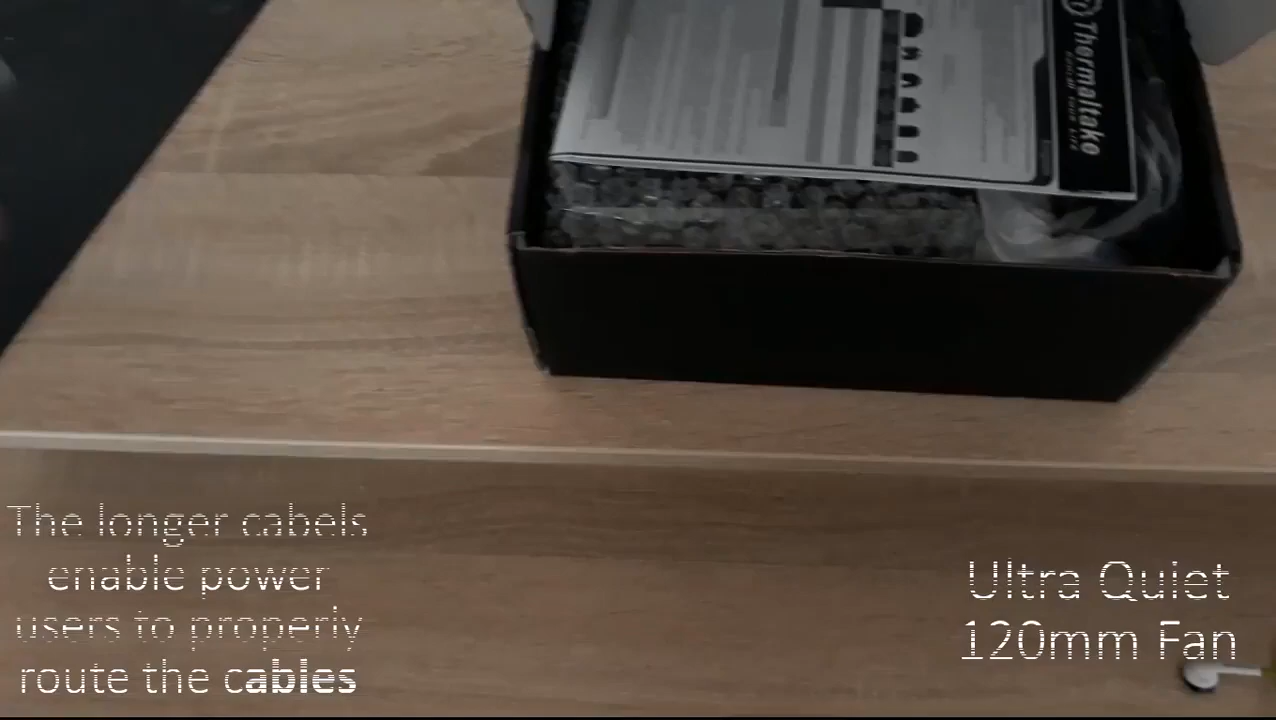 Thermaltake
The longer cabels
enable power
users to properly
route the cables
Ultra Quiet
120mm Fan